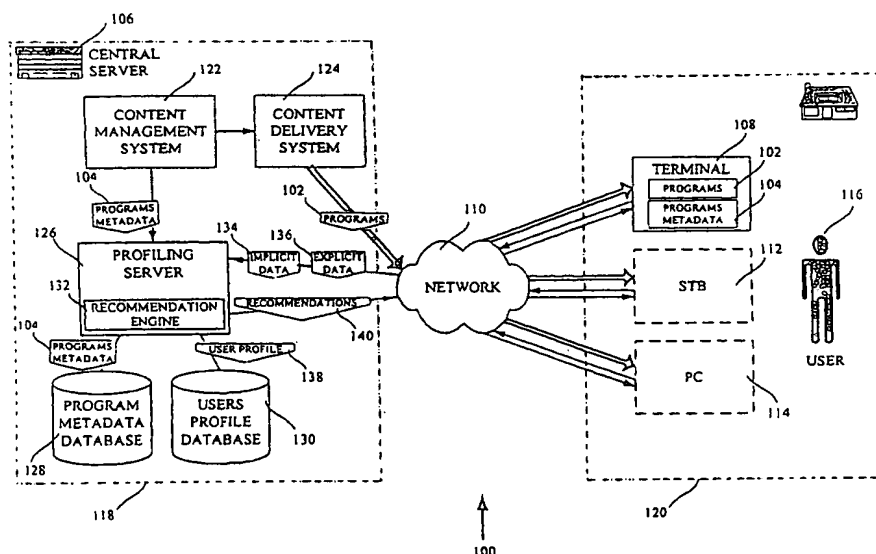 106
CENTRAL
SERVER
122
124
CONTENT
MANAGEMENT
SYSTEM
CONTENT
DELIVERY
SYSTEM
108
TERMINAL
102
PROGRAMS
104
PROGRAMS
METADATA
104
PROGRAMS
METADATA
102
PROGRAMS
110
116
126
PROFILING
SERVER
134
136
IMPLICIT
DATA
EXPLICIT
DATA
112
132
RECOMMENDATION
ENGINE
RECOMMENDATIONS
140
NETWORK
STB
USER
104
PROGRAMS
METADATA
USER PROFILE
138
PC
114
PROGRAM
METADATA
DATABASE
128
USERS
PROFILE
DATABASE
130
118
120
100